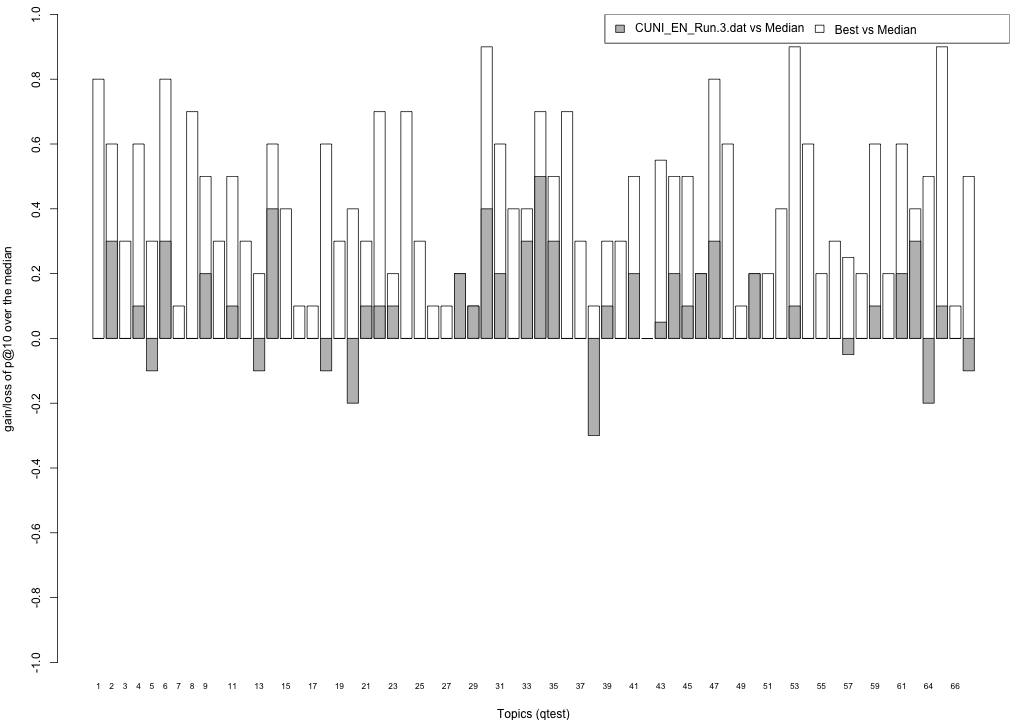 CUNI_EN_Run.3.dat vs Median Best vs Median
gain/loss of p@10 over the median
1.0
0.8
0.6
0.4
0.2
0.0
-0.2
-0.4
-0.6
-0.8
-1.0
1 2 3 4 5 6 7 8 9 11 13 15 17 19 21 23 25 27 29 31 33 35 37 39 41 43 45 47 49 51 53 55 57 59 61 64 66
Topics (qtest)